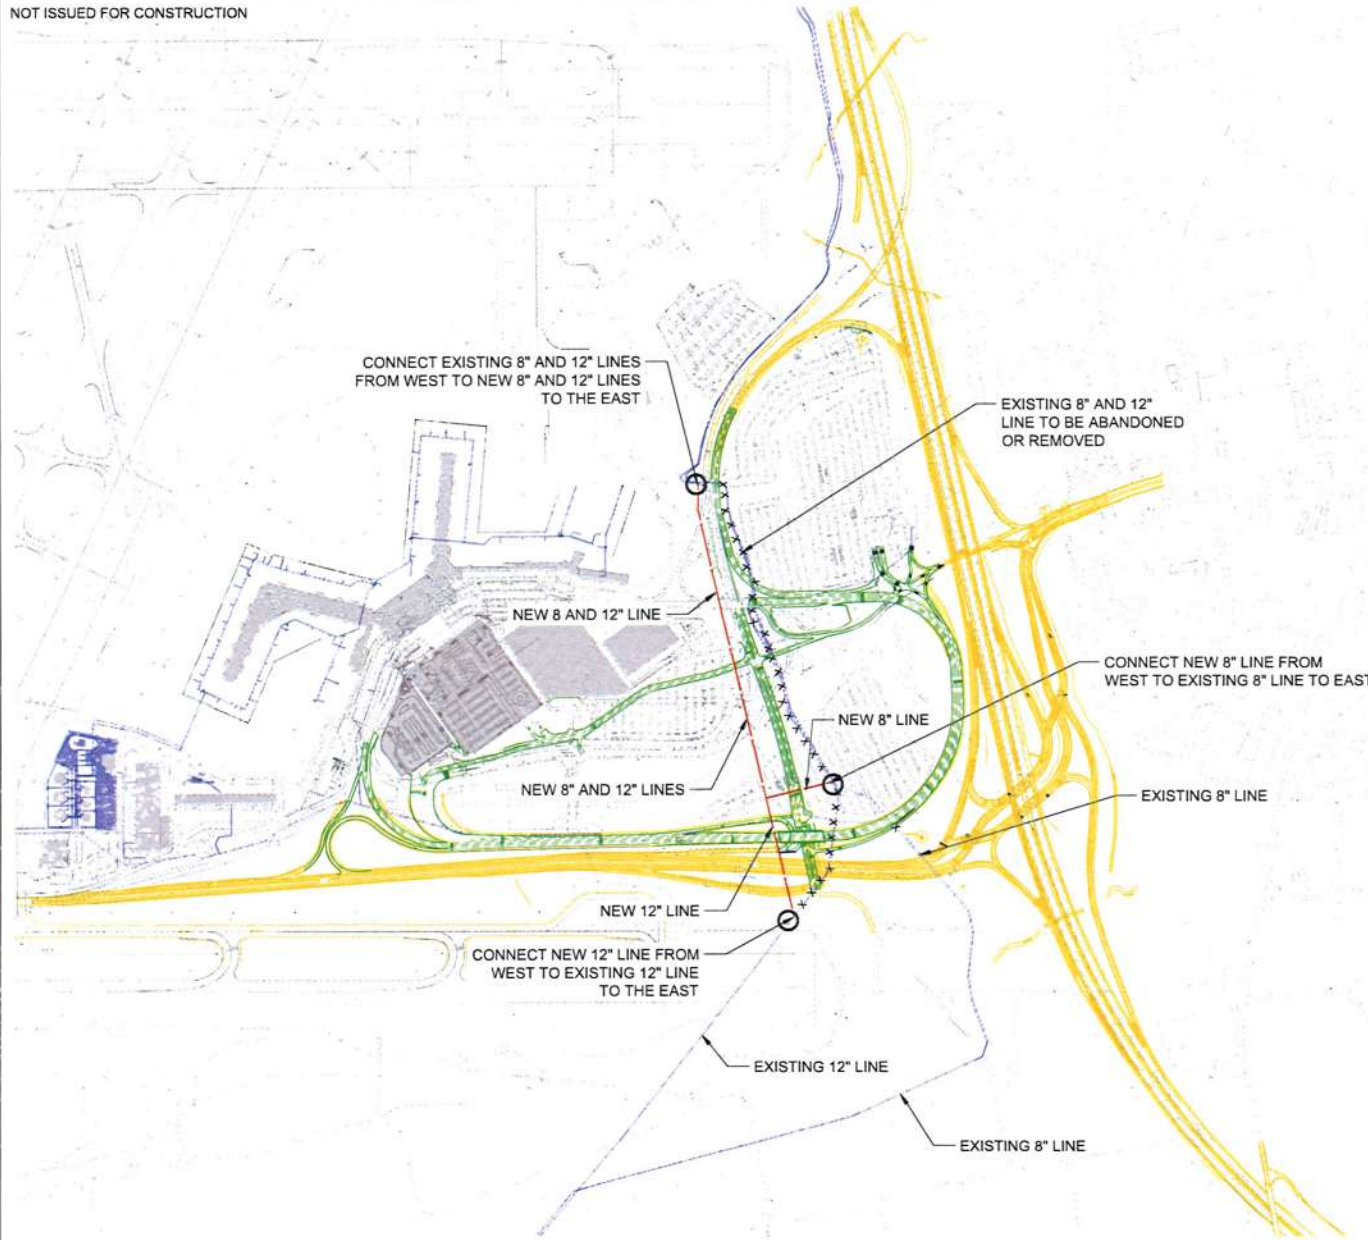 NOT ISSUED FOR CONSTRUCTION
CONNECT EXISTING 8" AND 12" LINES
FROM WEST TO NEW 8" AND 12" LINES
TO THE EAST
EXISTING 8" AND 12"
LINE TO BE ABANDONED
OR REMOVED
NEW 8 AND 12" LINE
CONNECT NEW 8" LINE FROM
WEST TO EXISTING 8" LINE TO EAST
NEW 8" LINE
NEW 8" AND 12" LINES
EXISTING 8" LINE
NEW 12" LINE
CONNECT NEW 12" LINE FROM
WEST TO EXISTING 12" LINE
TO THE EAST
EXISTING 12" LINE
EXISTING 8" LINE